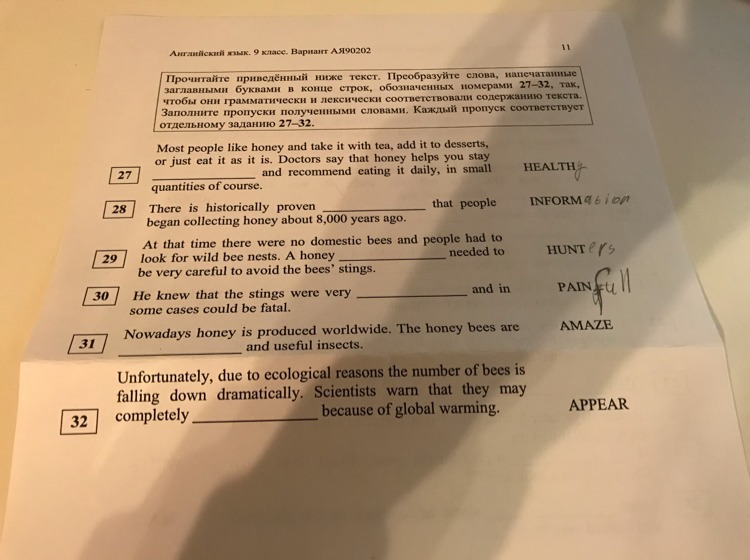 Английский язык. 9 класс. Вариант АЯ90202 11
Прочитайте приведённый ниже текст. Преобразуйте слова, напечатанные
заглавными буквами в конце строк, обозначенных номерами 27–32, так,
чтобы они грамматически и лексически соответствовали содержанию текста.
Заполните пропуски полученными словами. Каждый пропуск соответствует
отдельному заданию 27–32.
Most people like honey and take it with tea, add it to desserts,
or just eat it as it is. Doctors say that honey helps you stay
27 ____________ and recommend eating it daily, in small HEALTHy
quantities of course.
28 There is historically proven ____________ that people INFORMation
began collecting honey about 8,000 years ago.
At that time there were no domestic bees and people had to
29 look for wild bee nests. A honey ____________ needed to HUNTers
be very careful to avoid the bees' stings.
30 He knew that the stings were very ____________ and in PAINfull
some cases could be fatal.
Nowadays honey is produced worldwide. The honey bees are AMAZE
31 ____________ and useful insects.
Unfortunately, due to ecological reasons the number of bees is
falling down dramatically. Scientists warn that they may
32 completely ____________ because of global warming. APPEAR